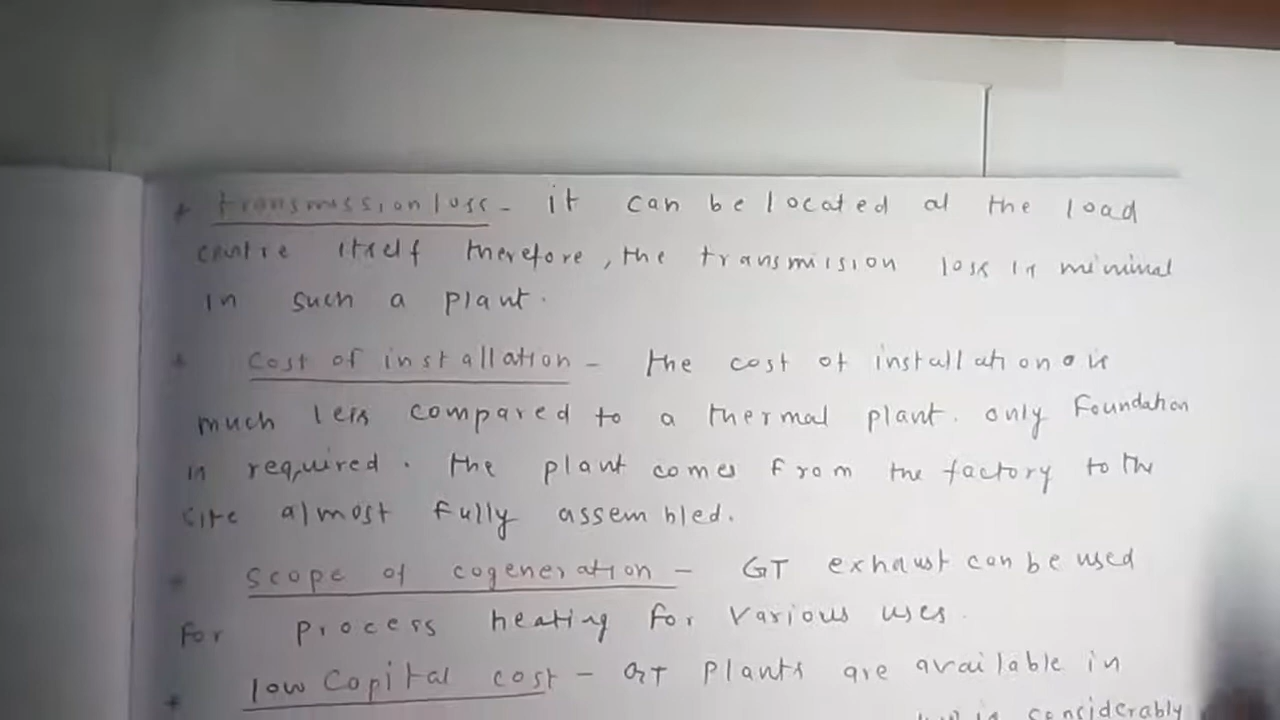 + transmission loss - it can be located at the load
centre itself therefore, the transmission loss is minimal
in such a plant.
+ Cost of installation - the cost of installation is
much less compared to a thermal plant. only Foundation
is required. the plant comes from the factory to the
site almost fully assembled.
+ Scope of cogeneration - GT exhaust can be used
For process heating for various uses.
+ low Capital cost - GT plants are available in
is considerably